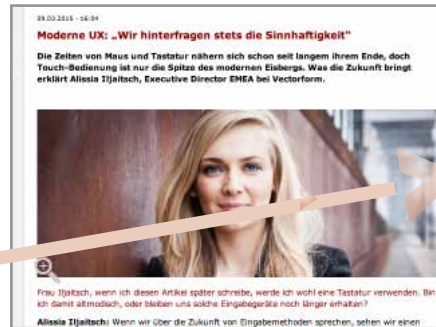 09.03.2015 - 16:04
Moderne UX: „Wir hinterfragen stets die Sinnhaftigkeit"
Die Zeiten von Maus und Tastatur nähern sich schon seit langem ihrem Ende, doch
Touch-Bedienung ist nur die Spitze des modernen Eisbergs. Was die Zukunft bringt
erklärt Alissia Iljaitsch, Executive Director EMEA bei Vectorform.
Frau Iljaitsch, wenn ich diesen Artikel später schreibe, werde ich wohl eine Tastatur verwenden. Bin
ich damit altmodisch, oder bleiben uns solche Eingabegeräte noch länger erhalten?
Alissia Iljaitsch: Wenn wir über die Zukunft von Eingabemethoden sprechen, sehen wir einen